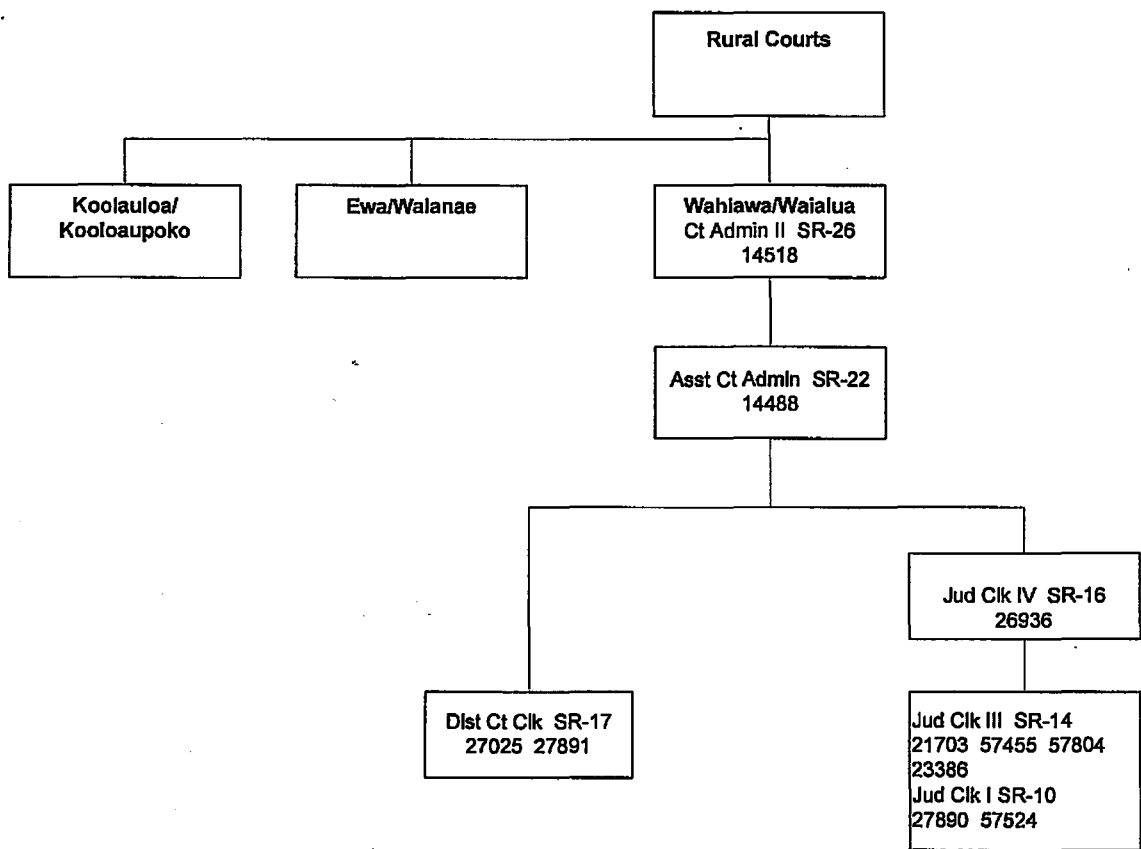 Rural Courts
Koolauloa/
Kooloaupoko
Ewa/Walanae
Wahlawa/Waialua
Ct Admin II SR-26
14518
Asst Ct Admin SR-22
14488
Jud Clk IV SR-16
26936
Dist Ct Clk SR-17
27025 27891
Jud Clk III SR-14
21703 57455 57804
23386
Jud Clk I SR-10
27890 57524